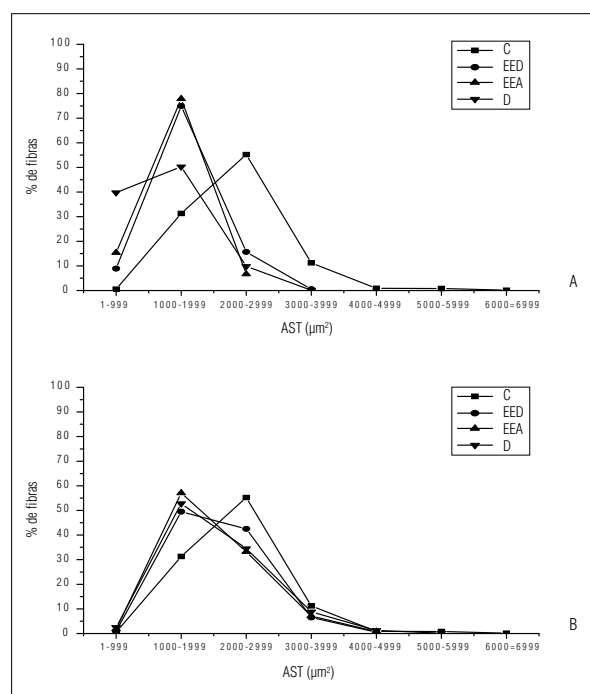 100
90
80
70
60
50
40
30
20
10
0
% de fibras
C
EED
EEA
D
1-999
1000-1999
2000-2999
3000-3999
4000-4999
5000-5999
6000=6999
AST (µm²)
A
100
90
80
70
60
50
40
30
20
10
0
% de fibras
C
EED
EEA
D
1-999
1000-1999
2000-2999
3000-3999
4000-4999
5000-5999
6000=6999
AST (µm²)
B